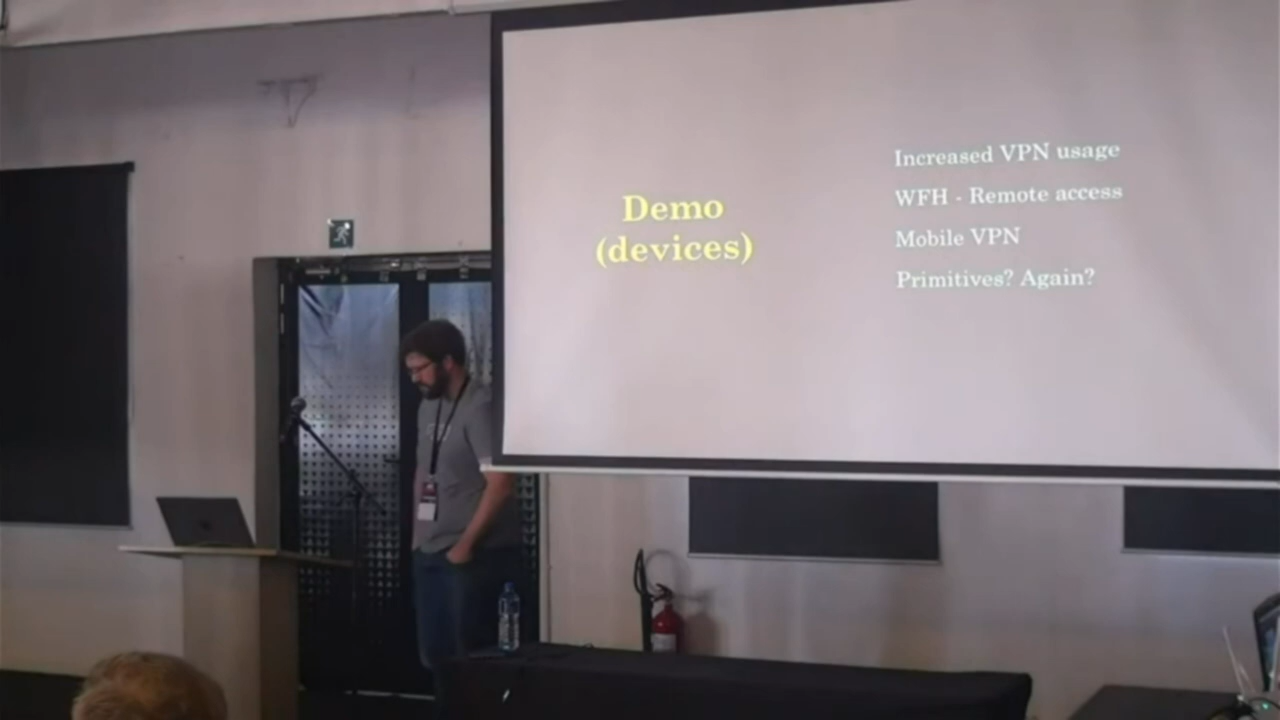 Demo
(devices)
Increased VPN usage
WFH - Remote access
Mobile VPN
Primitives? Again?